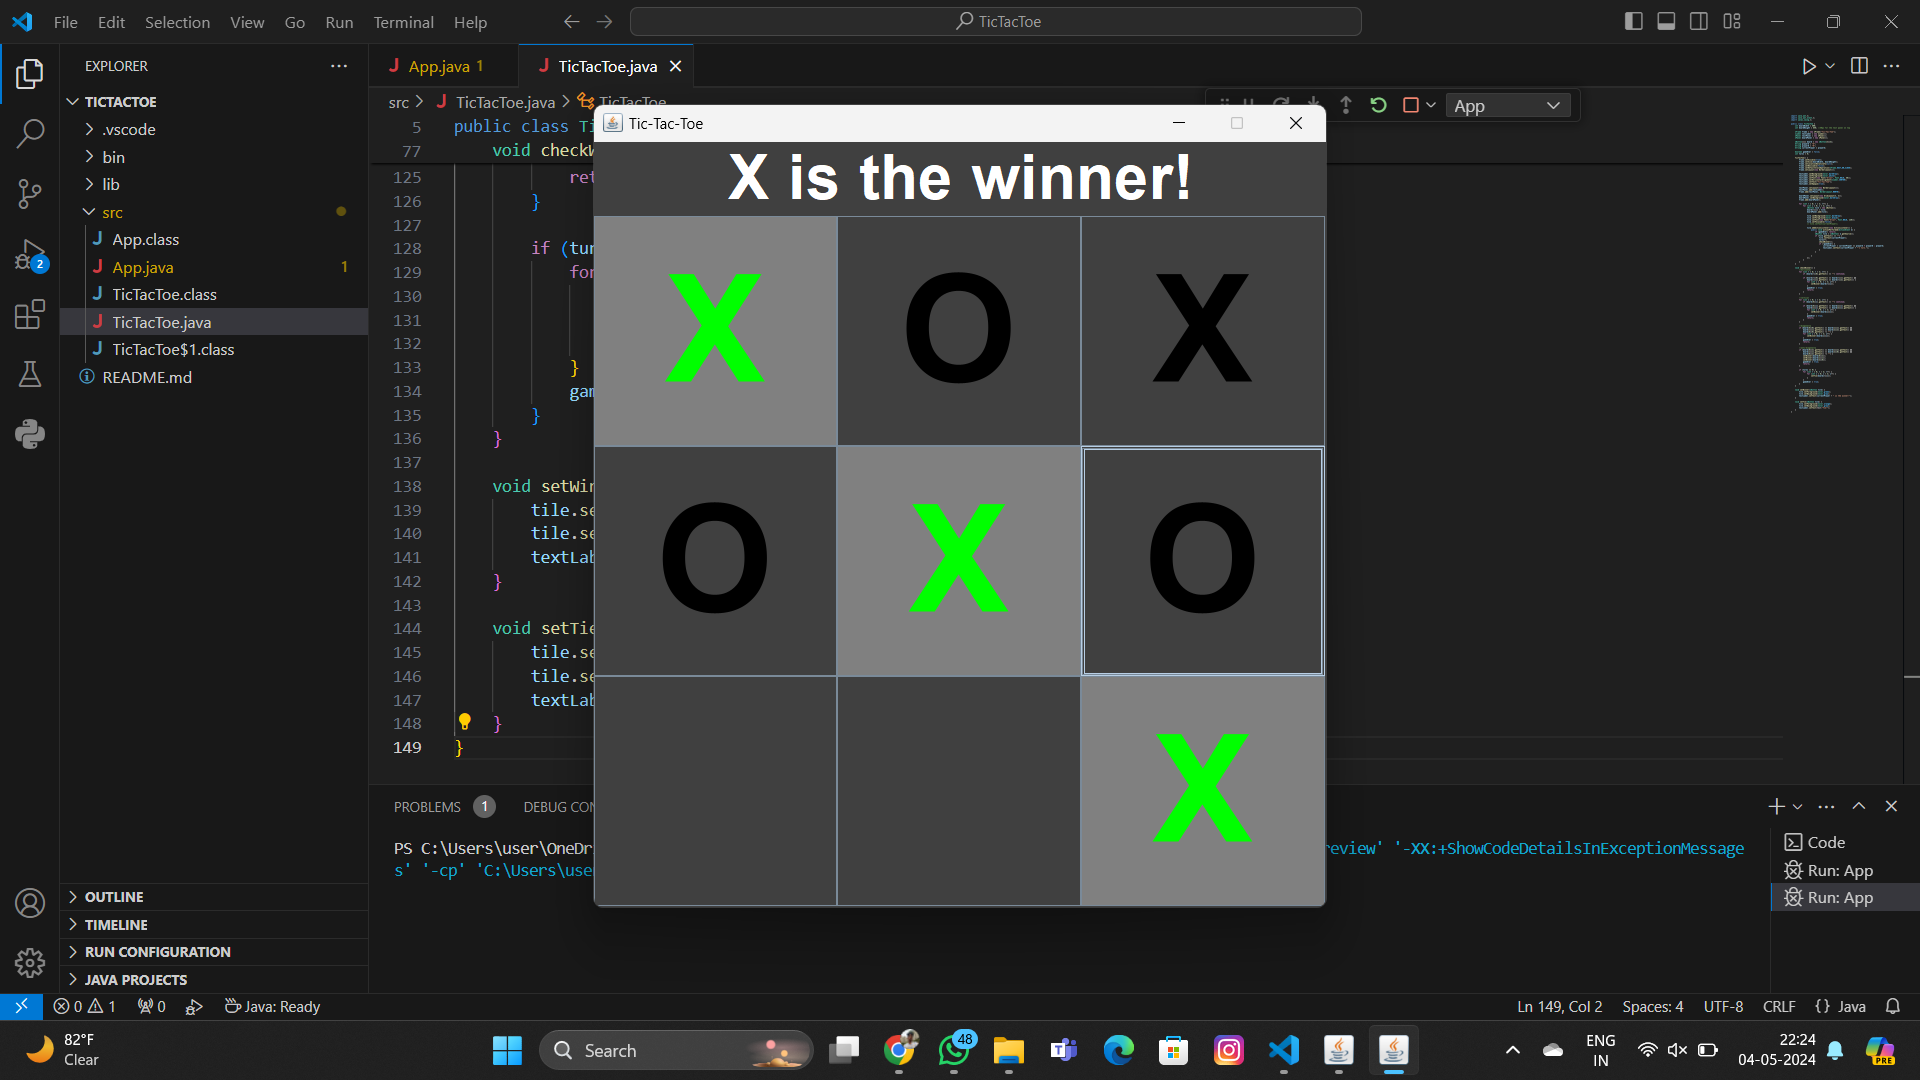 File Edit Selection View Go Run Terminal Help
TicTacToe
EXPLORER
App.java 1
TicTacToe.java
TICTACTOE
.vscode
bin
lib
src
App.class
App.java 1
TicTacToe.class
TicTacToe.java
TicTacToe$1.class
README.md
src TicTacToe.java TicTacToe
App
5 public class Ti
77 void checkW
125 ret
126 }
127
128 if (tur
129 for
130
131
132
133 }
134 gam
135 }
136 }
137
138 void setWin
139 tile.se
140 tile.se
141 textLab
142 }
143
144 void setTie
145 tile.se
146 tile.se
147 textLab
148 }
149 }
Tic-Tac-Toe
X is the winner!
X O X
O X O
X
PROBLEMS 1 DEBUG CON
PS C:\Users\user\OneDr review' '-XX:+ShowCodeDetailsInExceptionMessage
s' '-cp' 'C:\Users\use
Code
Run: App
Run: App
OUTLINE
TIMELINE
RUN CONFIGURATION
JAVA PROJECTS
2
0 1 0 Java: Ready
Ln 149, Col 2 Spaces: 4 UTF-8 CRLF {} Java
82°F
Clear
Search
48
ENG
IN
22:24
04-05-2024
PRE